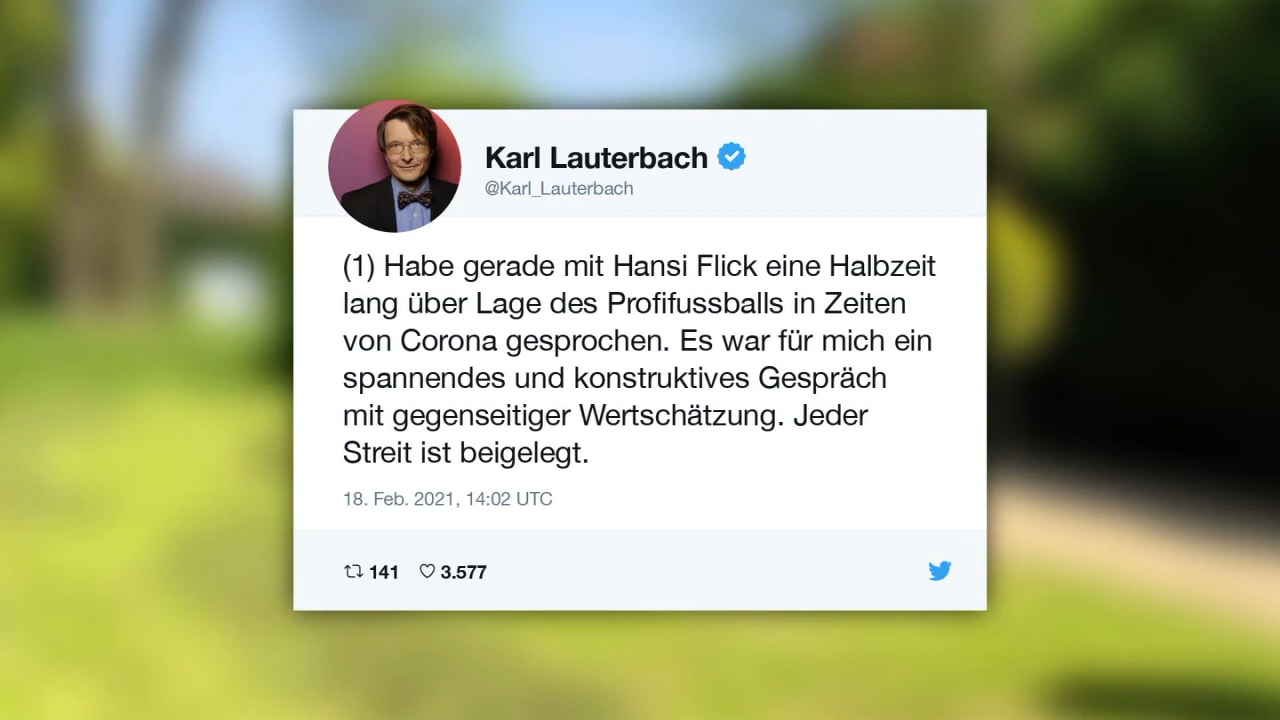 Karl Lauterbach
@Karl_Lauterbach
(1) Habe gerade mit Hansi Flick eine Halbzeit
lang über Lage des Profifussballs in Zeiten
von Corona gesprochen. Es war für mich ein
spannendes und konstruktives Gespräch
mit gegenseitiger Wertschätzung. Jeder
Streit ist beigelegt.
18. Feb. 2021, 14:02 UTC
141 3.577